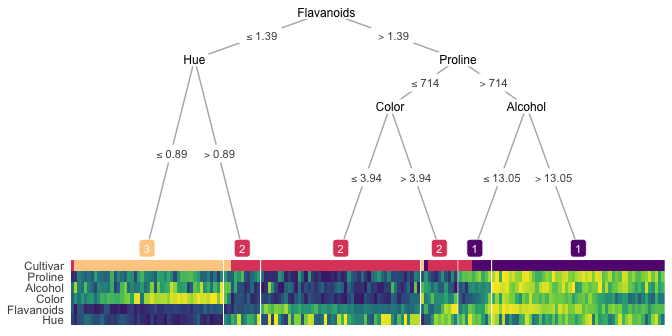 Flavanoids
≤ 1.39 > 1.39
Hue Proline
≤ 714 > 714
Color Alcohol
≤ 0.89 > 0.89
≤ 3.94 > 3.94 ≤ 13.05 > 13.05
3 2 2 2 1 1
Cultivar
Proline
Alcohol
Color
Flavanoids
Hue